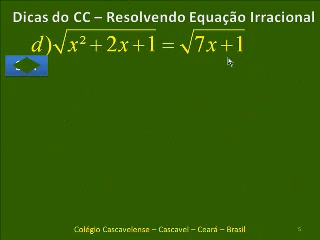 Dicas do CC – Resolvendo Equação Irracional
d) √(x² + 2x + 1) = √(7x + 1)
Colégio Cascavelense – Cascavel – Ceará – Brasil
5